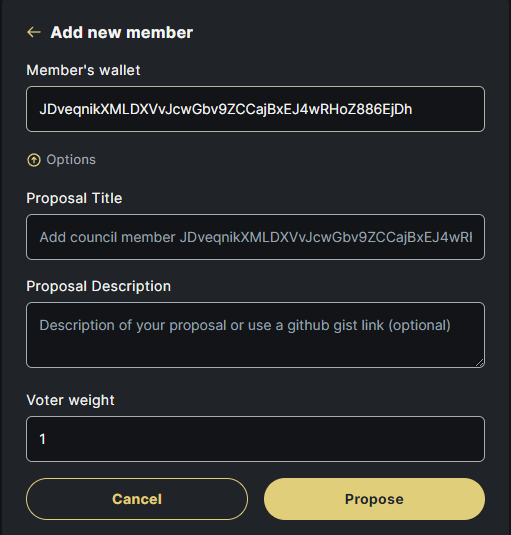 Add new member
Member's wallet
JDveqnikXMLDXVvJcwGbv9ZCCajBxEJ4wRHoZ886EjDh
Options
Proposal Title
Add council member JDveqnikXMLDXVvJcwGbv9ZCCajBxEJ4wRH
Proposal Description
Description of your proposal or use a github gist link (optional)
Voter weight
1
Cancel Propose